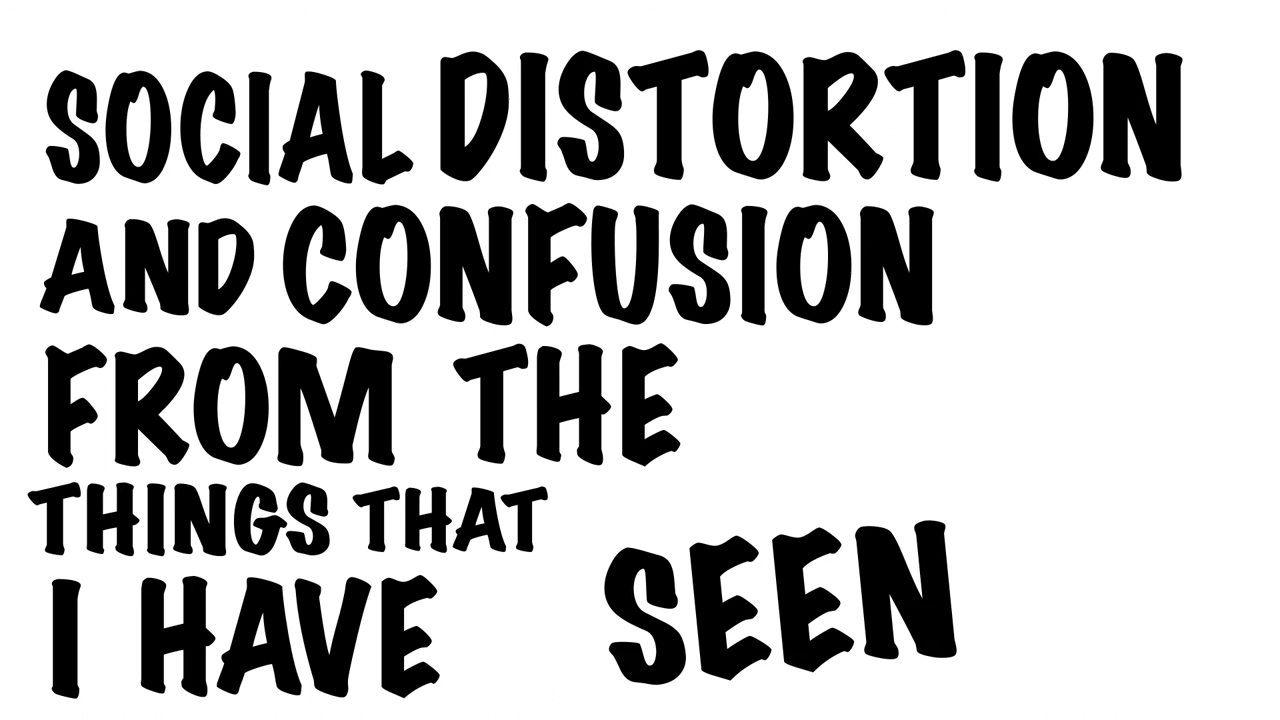 SOCIAL DISTORTION
AND CONFUSION
FROM THE
THINGS THAT
I HAVE SEEN